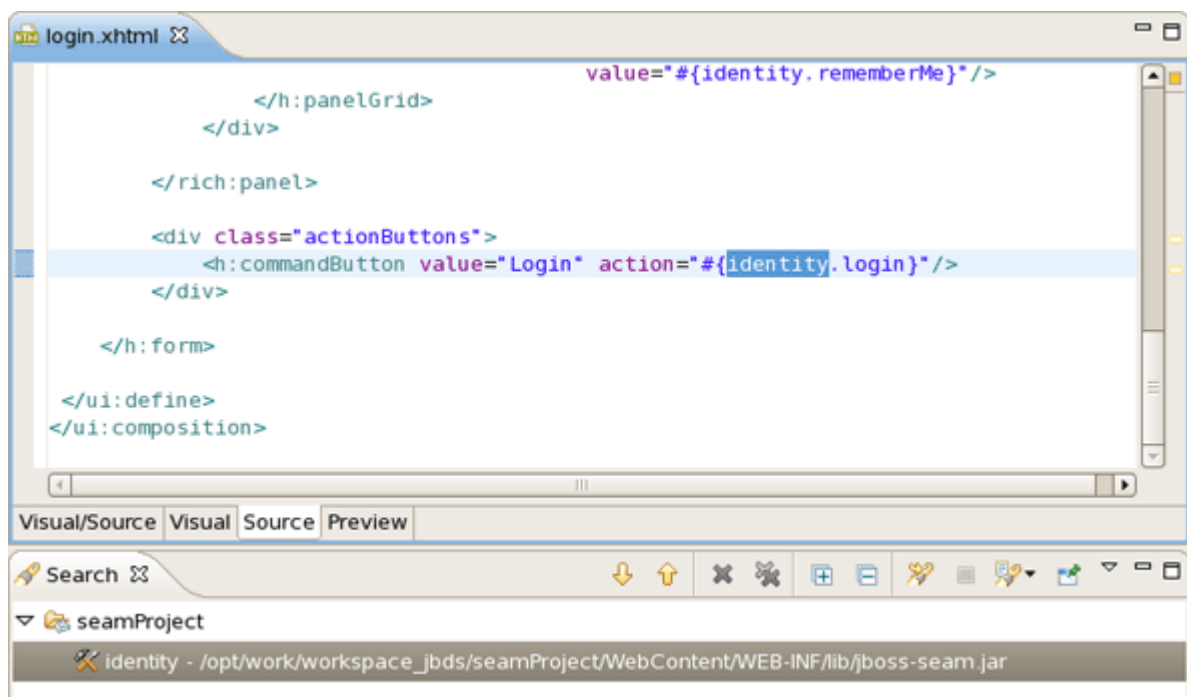 login.xhtml
value="#{identity.rememberMe}"/>
</h:panelGrid>
</div>
</rich:panel>
<div class="actionButtons">
<h:commandButton value="Login" action="#{identity.login}"/>
</div>
</h:form>
</ui:define>
</ui:composition>
Visual/Source Visual Source Preview
Search
seamProject
identity - /opt/work/workspace_jbds/seamProject/WebContent/WEB-INF/lib/jboss-seam.jar